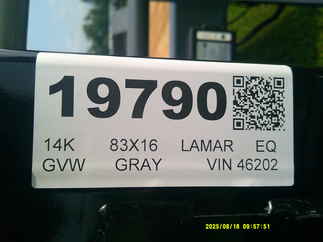 19790
14K 83X16 LAMAR EQ
GVW GRAY VIN 46202
2025/08/18 09:57:51